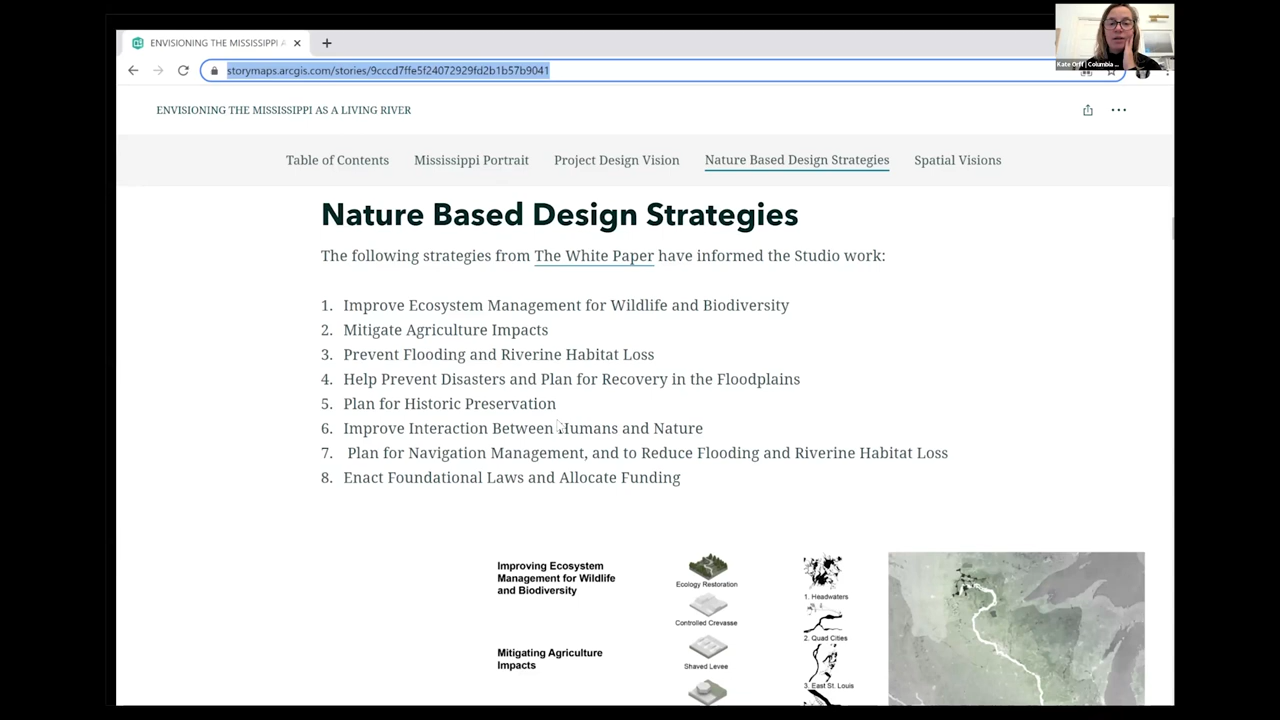 ENVISIONING THE MISSISSIPPI A
storymaps.arcgis.com/stories/9cccd7ffe5f24072929fd2b1b57b9041
Kate Orff | Columbia ...
ENVISIONING THE MISSISSIPPI AS A LIVING RIVER
Table of Contents
Mississippi Portrait
Project Design Vision
Nature Based Design Strategies
Spatial Visions
Nature Based Design Strategies
The following strategies from The White Paper have informed the Studio work:
1. Improve Ecosystem Management for Wildlife and Biodiversity
2. Mitigate Agriculture Impacts
3. Prevent Flooding and Riverine Habitat Loss
4. Help Prevent Disasters and Plan for Recovery in the Floodplains
5. Plan for Historic Preservation
6. Improve Interaction Between Humans and Nature
7. Plan for Navigation Management, and to Reduce Flooding and Riverine Habitat Loss
8. Enact Foundational Laws and Allocate Funding
Improving Ecosystem
Management for Wildlife
and Biodiversity
Ecology Restoration
1. Headwaters
Controlled Crevasse
2. Quad Cities
Mitigating Agriculture
Impacts
Shaved Levee
3. East St. Louis